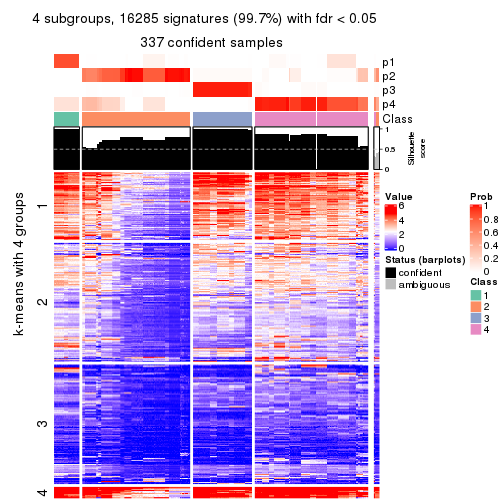 4 subgroups, 16285 signatures (99.7%) with fdr < 0.05
337 confident samples
p1
p2
p3
p4
Class
1
0.5
0
Silhouette
score
k-means with 4 groups
1
2
3
4
Value
6
4
2
0
Status (barplots)
confident
ambiguous
Prob
1
0.8
0.6
0.4
0.2
0
Class
1
2
3
4